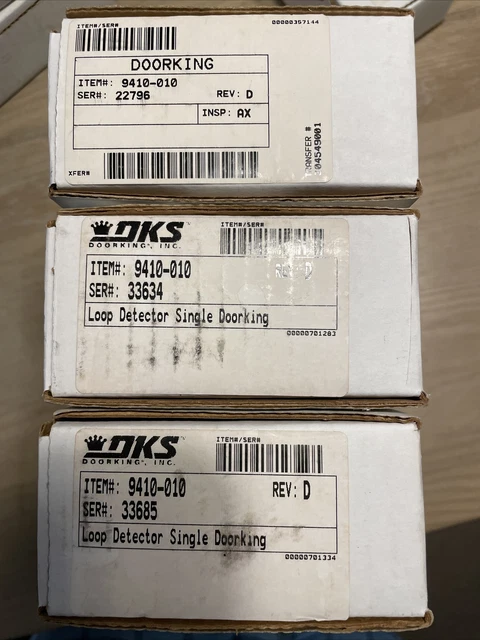 ITEM#/SER#
00000357144
DOORKING
ITEM#: 9410-010
SER#: 22796 REV: D
INSP: AX
TRANSFER #
04549001
XFER#
DKS
DOORKING, INC.
ITEM#/SER#
ITEM#: 9410-010 REV: D
SER#: 33634
Loop Detector Single Doorking
00000701283
DKS
DOORKING, INC.
ITEM#/SER#
ITEM#: 9410-010 REV: D
SER#: 33685
Loop Detector Single Doorking
00000701334